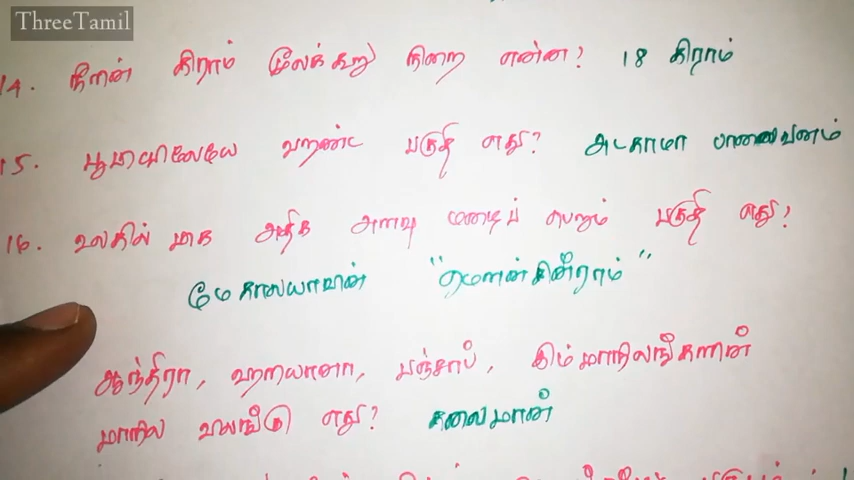 ThreeTamil
14. நீரின் கிராம் மூலக்கூறு நிறை என்ன? 18 கிராம்
15. பூமியிலேயே வறண்ட பகுதி எது? அடகாமா பாலைவனம்
16. உலகில் மிக அதிக அளவு மழைப் பெறும் பகுதி எது?
மேகாலயாவின் "மௌசின்ராம்"
ஆந்திரா, ஹரியானா, பஞ்சாப், இம்மாநிலங்களின்
மாநில விலங்கு எது? கலைமான்